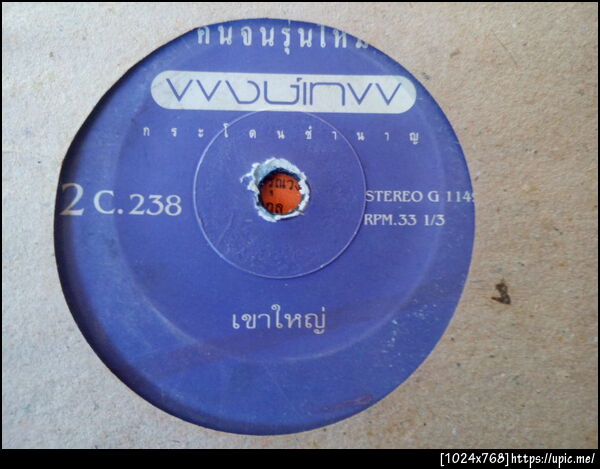 คนจนรุ่นใหม่
พงษ์เทพ
กระโดนชำนาญ
2 C. 238
STEREO G 114
RPM.33 1/3
เขาใหญ่
[1024x768]https://upic.me/